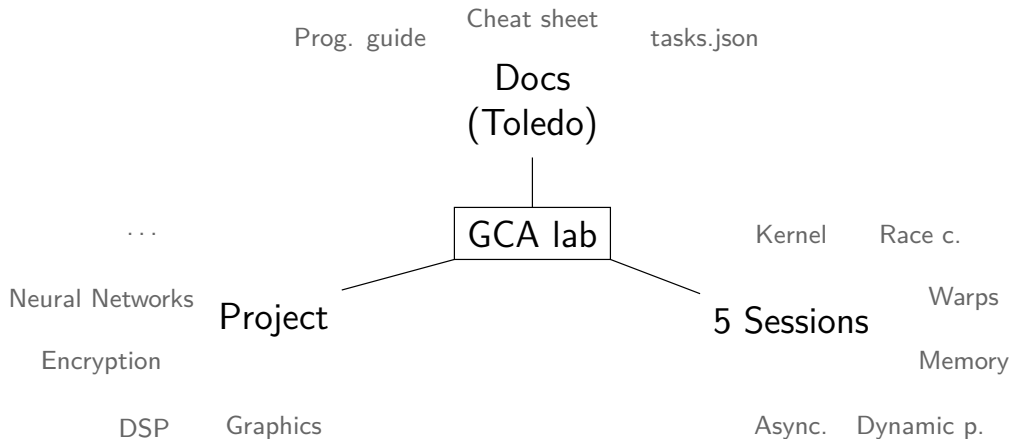 Cheat sheet
Prog. guide
tasks.json
Docs
(Toledo)
GCA lab
. . .
Neural Networks
Project
Encryption
DSP
Graphics
Kernel
Race c.
Warps
5 Sessions
Memory
Async.
Dynamic p.